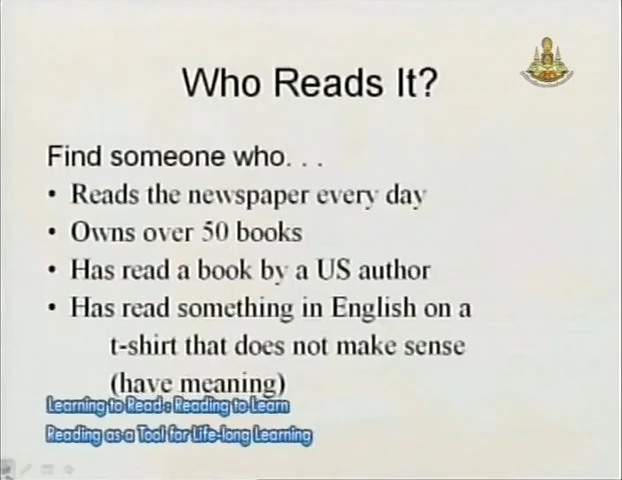 Who Reads It?
Find someone who. . .
• Reads the newspaper every day
• Owns over 50 books
• Has read a book by a US author
• Has read something in English on a
t-shirt that does not make sense
(have meaning)
Learning to Read : Reading to Learn
Reading as a Tool for Life-long Learning